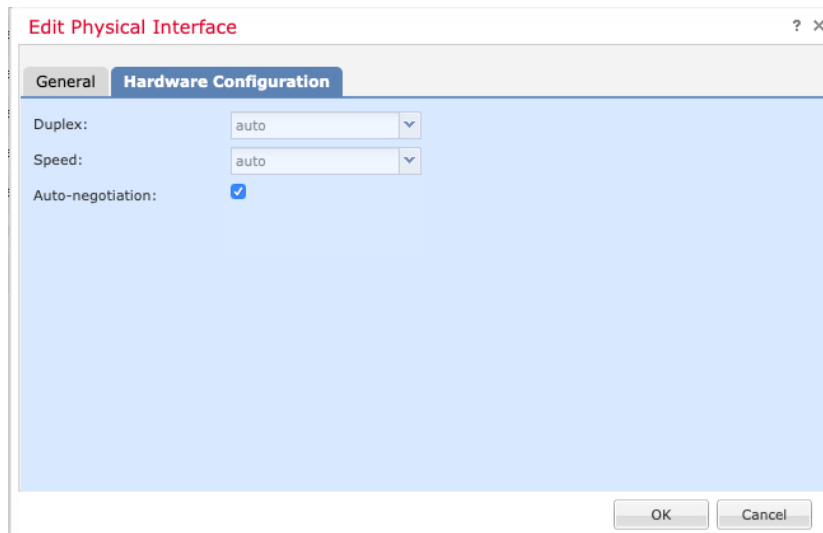 Edit Physical Interface ? ×
General Hardware Configuration
Duplex: auto
Speed: auto
Auto-negotiation:
OK Cancel